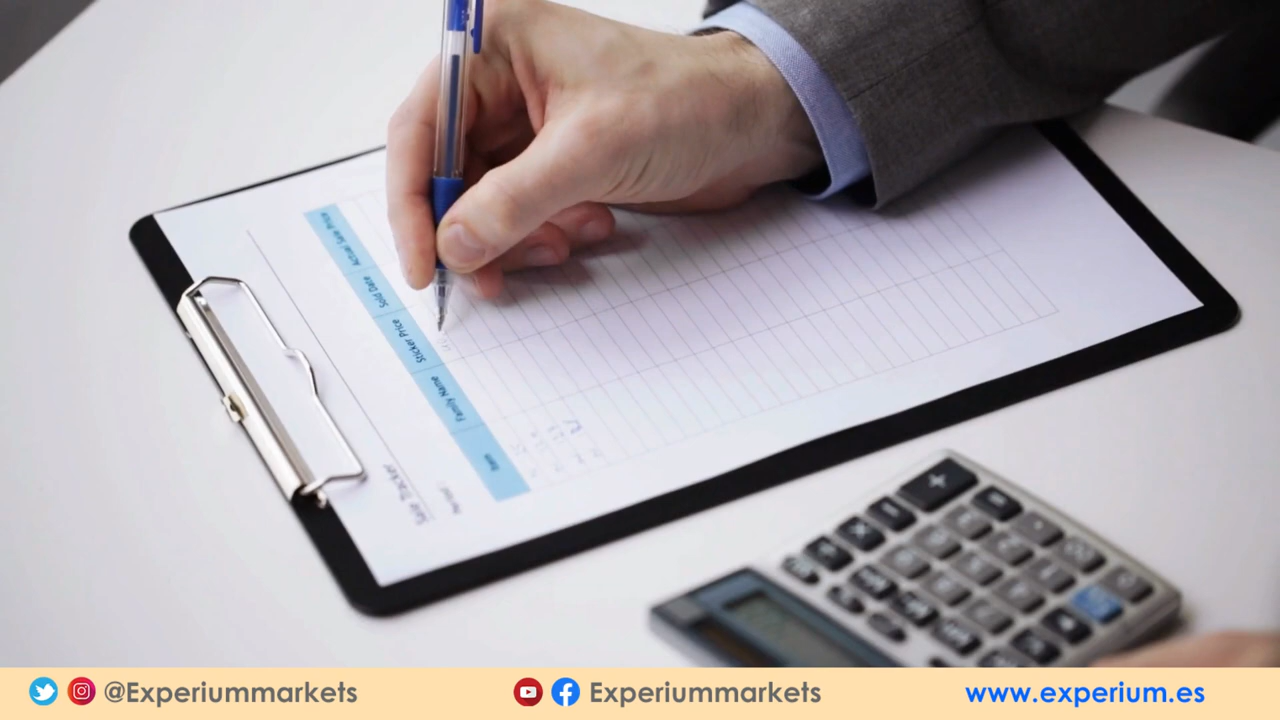 Sale Tracker
Item
Family Name
Sticker Price
Sold Date
Actual Sale Price
@Experiummarkets
Experiummarkets
www.experium.es